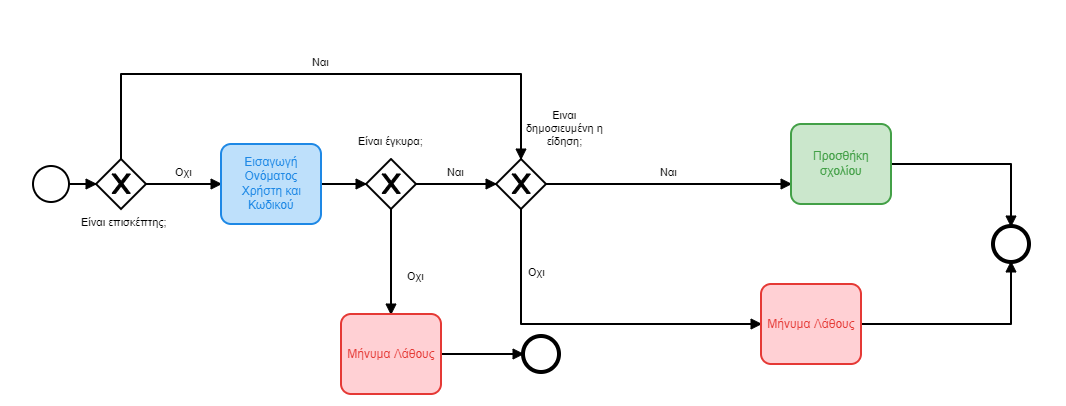 Ναι
Ειναι
δημοσιευμένη η
είδηση;
Είναι έγκυρα;
Οχι
Εισαγωγή
Ονόματος
Χρήστη και
Κωδικού
Ναι
Ναι
Προσθήκη
σχολίου
Είναι επισκέπτης;
Οχι
Οχι
Μήνυμα Λάθους
Μήνυμα Λάθους